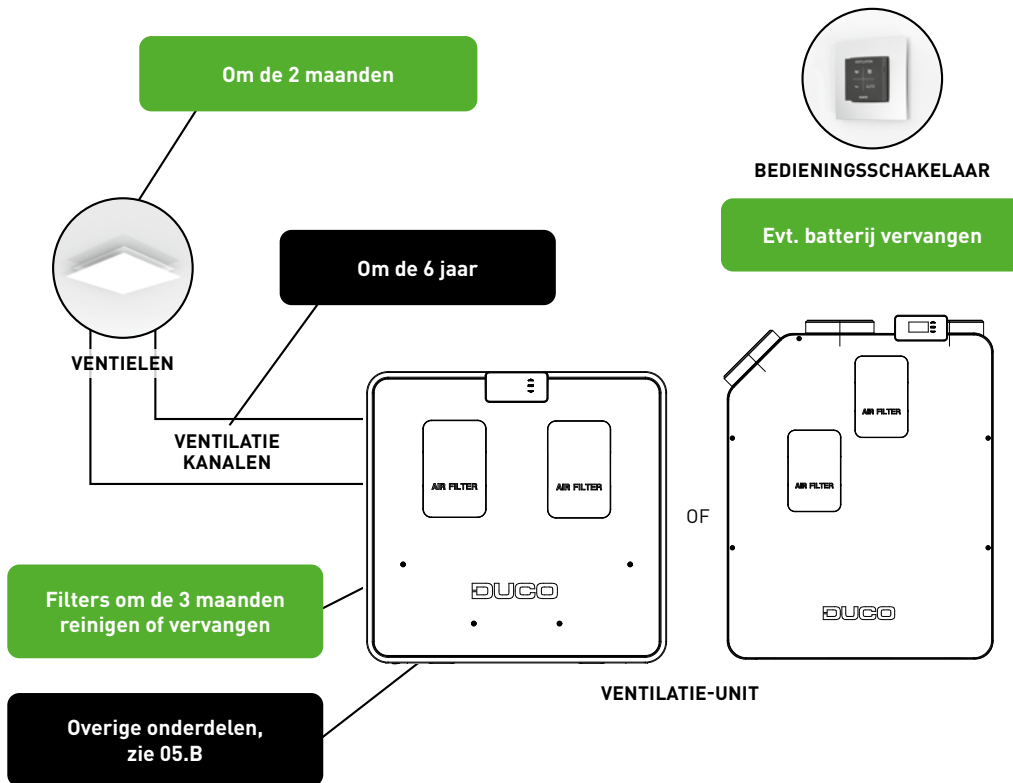 Om de 2 maanden
BEDIENINGSSCHAKELAAR
Evt. batterij vervangen
Om de 6 jaar
VENTIELEN
VENTILATIE
KANALEN
AIR FILTER
AIR FILTER
OF
AIR FILTER
AIR FILTER
DUCO
DUCO
Filters om de 3 maanden
reinigen of vervangen
VENTILATIE-UNIT
Overige onderdelen,
zie 05.B